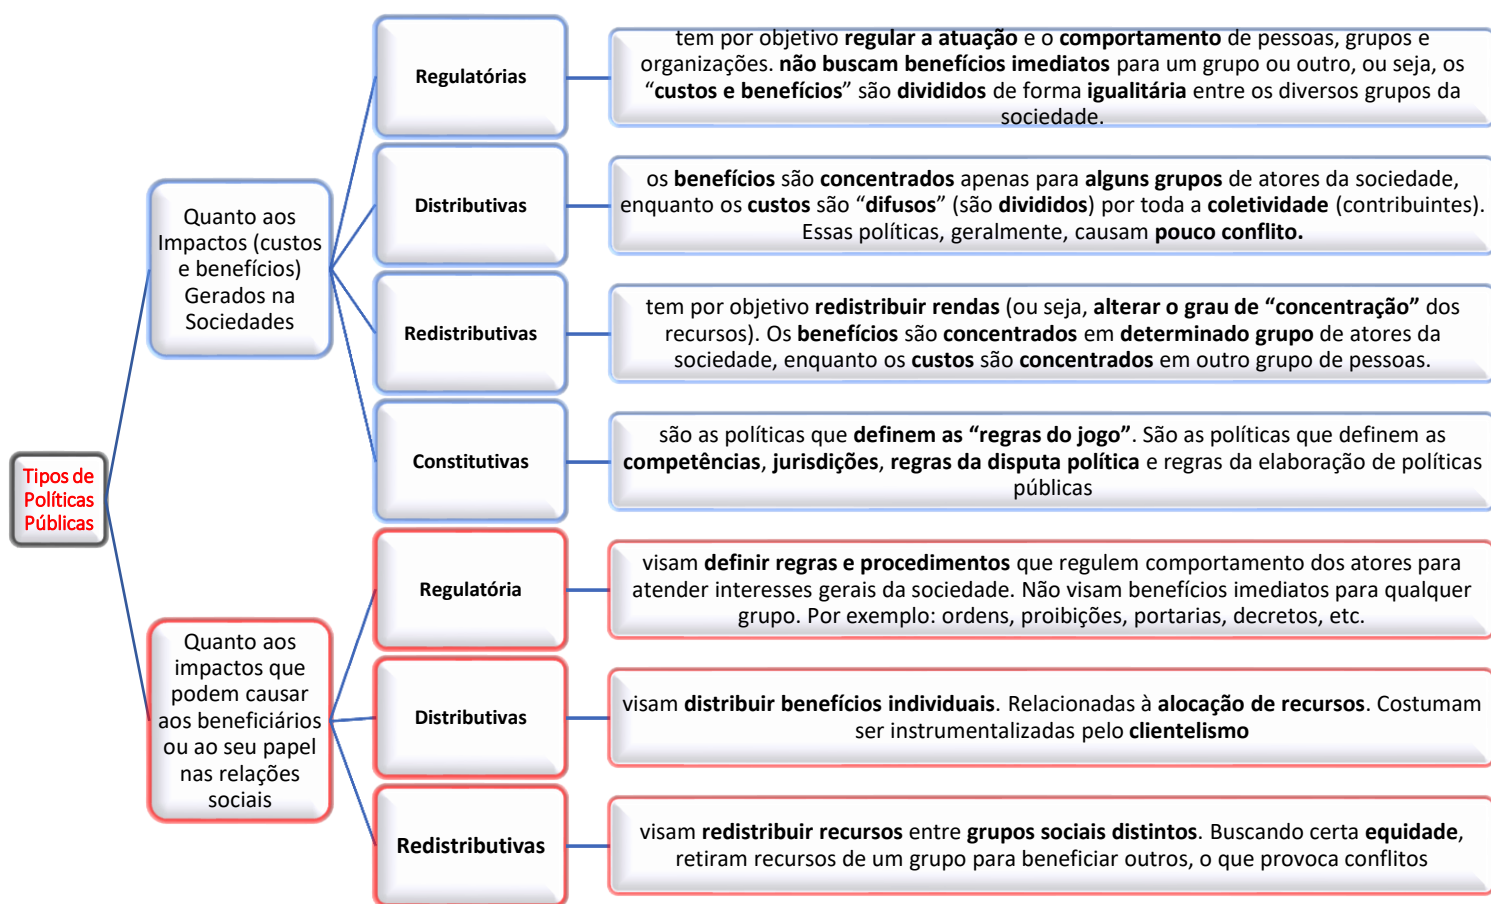 Tipos de
Políticas
Públicas
Quanto aos
Impactos (custos
e benefícios)
Gerados na
Sociedades
Regulatórias
tem por objetivo regular a atuação e o comportamento de pessoas, grupos e
organizações. não buscam benefícios imediatos para um grupo ou outro, ou seja, os
“custos e benefícios” são divididos de forma igualitária entre os diversos grupos da
sociedade.
Distributivas
os benefícios são concentrados apenas para alguns grupos de atores da sociedade,
enquanto os custos são “difusos” (são divididos) por toda a coletividade (contribuintes).
Essas políticas, geralmente, causam pouco conflito.
Redistributivas
tem por objetivo redistribuir rendas (ou seja, alterar o grau de “concentração” dos
recursos). Os benefícios são concentrados em determinado grupo de atores da
sociedade, enquanto os custos são concentrados em outro grupo de pessoas.
Constitutivas
são as políticas que definem as “regras do jogo”. São as políticas que definem as
competências, jurisdições, regras da disputa política e regras da elaboração de políticas
públicas
Quanto aos
impactos que
podem causar
aos beneficiários
ou ao seu papel
nas relações
sociais
Regulatória
visam definir regras e procedimentos que regulem comportamento dos atores para
atender interesses gerais da sociedade. Não visam benefícios imediatos para qualquer
grupo. Por exemplo: ordens, proibições, portarias, decretos, etc.
Distributivas
visam distribuir benefícios individuais. Relacionadas à alocação de recursos. Costumam
ser instrumentalizadas pelo clientelismo
Redistributivas
visam redistribuir recursos entre grupos sociais distintos. Buscando certa equidade,
retiram recursos de um grupo para beneficiar outros, o que provoca conflitos